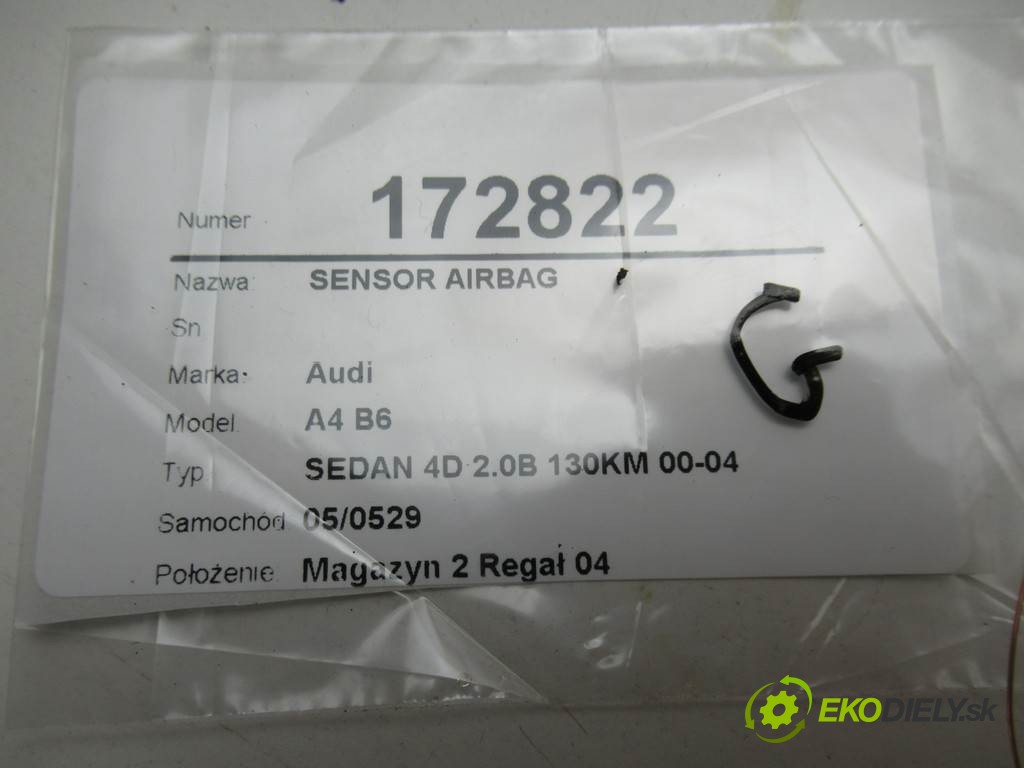 Numer 172822
Nazwa: SENSOR AIRBAG
Sn
Marka: Audi
Model: A4 B6
Typ SEDAN 4D 2.0B 130KM 00-04
Samochód 05/0529
Położenie: Magazyn 2 Regał 04
EKODIELY.sk